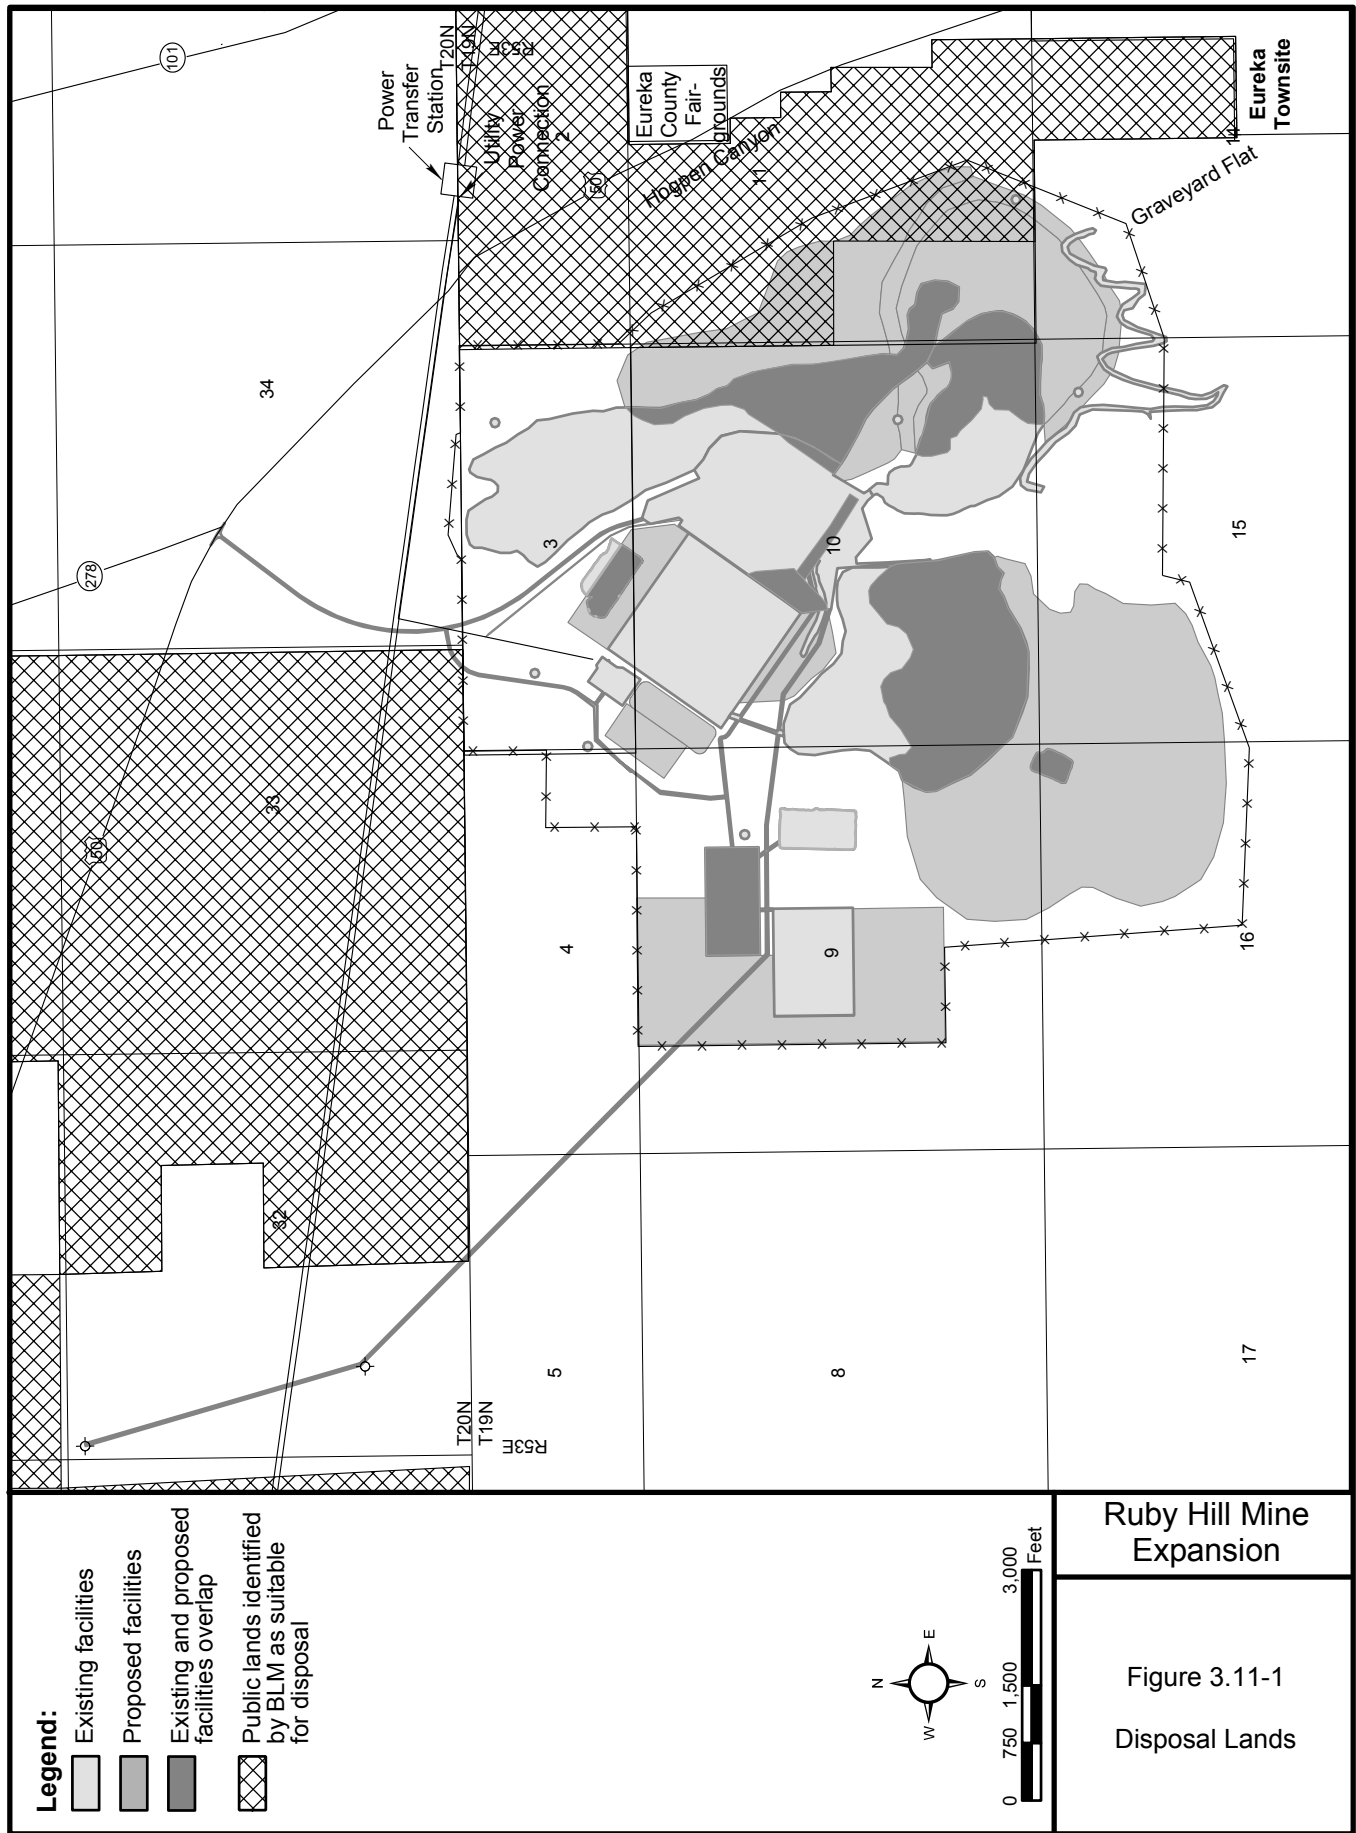 101
T20N
T19N
R53E
Power
Transfer
Station
Utility
Power
Connection
2
Eureka
County
Fair-
grounds
Eureka
Townsite
14
Hogpen Canyon
11
50
Graveyard Flat
34
278
3
10
15
33
50
4
9
16
32
5
8
17
T20N
T19N
R53E
Legend:
Existing facilities
Proposed facilities
Existing and proposed
facilities overlap
Public lands identified
by BLM as suitable
for disposal
N
E
S
W
0
750
1,500
3,000
Feet
Ruby Hill Mine
Expansion
Figure 3.11-1
Disposal Lands